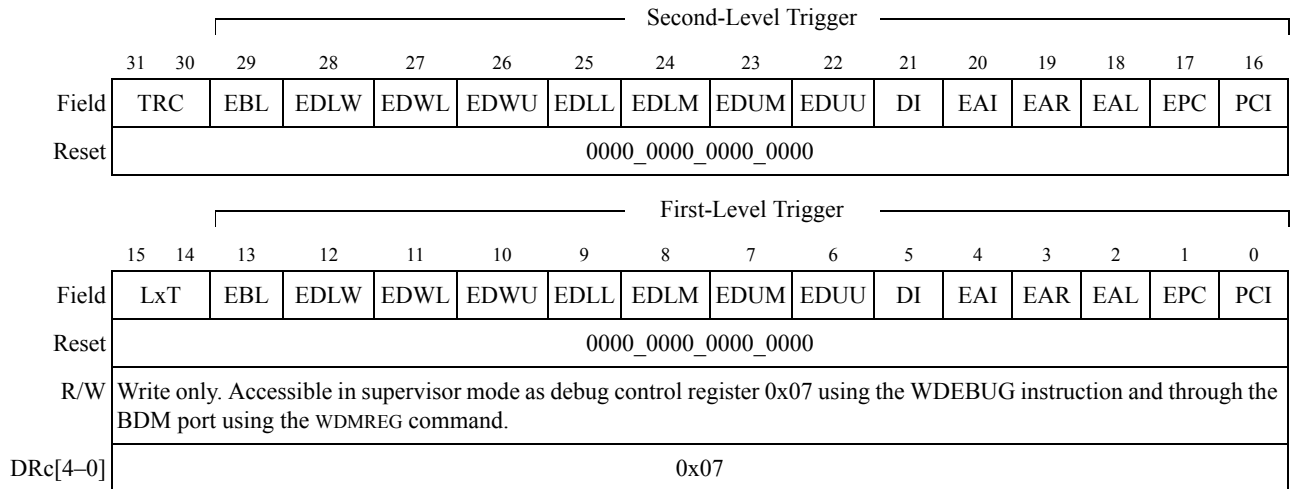 Second-Level Trigger
31 30 29 28 27 26 25 24 23 22 21 20 19 18 17 16
Field TRC EBL EDLW EDWL EDWU EDLL EDLM EDUM EDUU DI EAI EAR EAL EPC PCI
Reset 0000_0000_0000_0000
First-Level Trigger
15 14 13 12 11 10 9 8 7 6 5 4 3 2 1 0
Field LxT EBL EDLW EDWL EDWU EDLL EDLM EDUM EDUU DI EAI EAR EAL EPC PCI
Reset 0000_0000_0000_0000
R/W Write only. Accessible in supervisor mode as debug control register 0x07 using the WDEBUG instruction and through the
BDM port using the WDMREG command.
DRc[4–0] 0x07